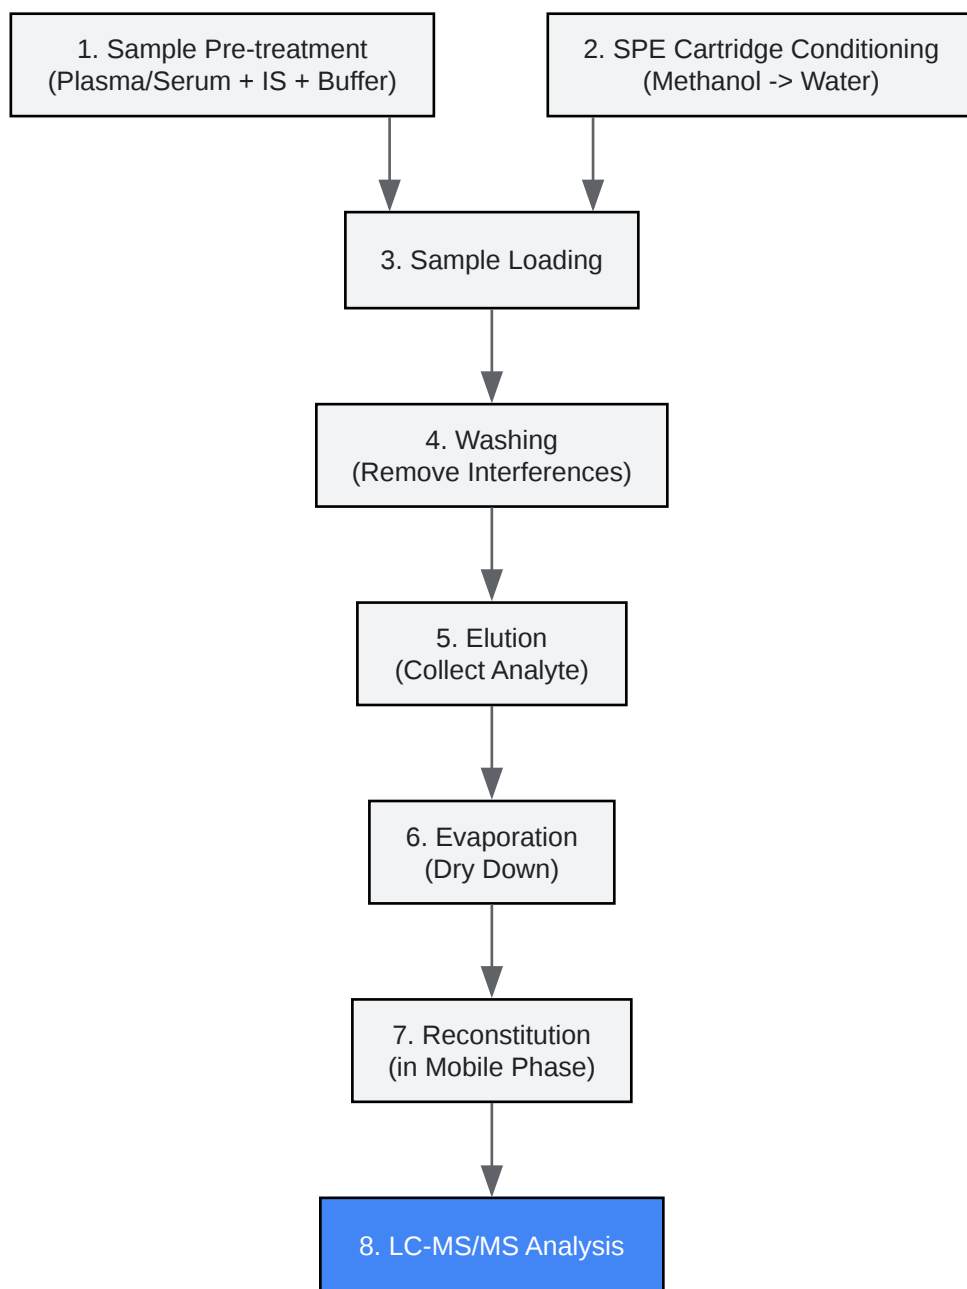 1. Sample Pre-treatment
(Plasma/Serum + IS + Buffer)
2. SPE Cartridge Conditioning
(Methanol -> Water)
3. Sample Loading
4. Washing
(Remove Interferences)
5. Elution
(Collect Analyte)
6. Evaporation
(Dry Down)
7. Reconstitution
(in Mobile Phase)
8. LC-MS/MS Analysis